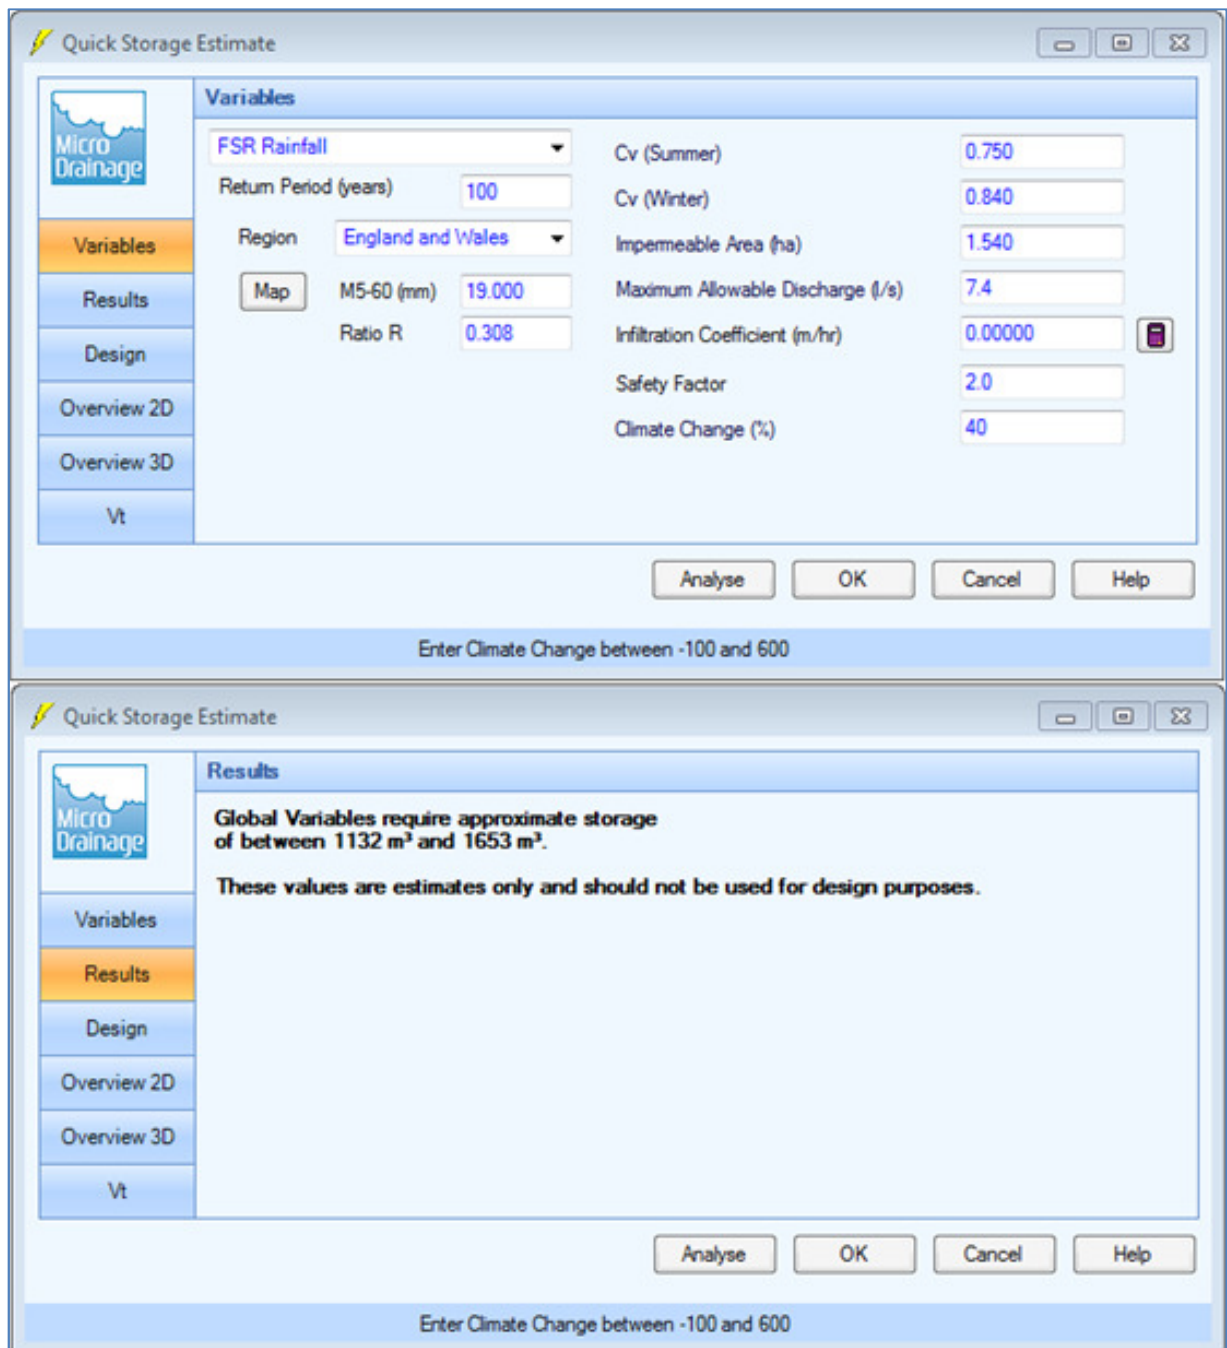 Quick Storage Estimate
Micro
Drainage
Variables
Results
Design
Overview 2D
Overview 3D
Vt
Variables
FSR Rainfall
Return Period (years) 100
Region England and Wales
Map M5-60 (mm) 19.000
Ratio R 0.308
Cv (Summer) 0.750
Cv (Winter) 0.840
Impermeable Area (ha) 1.540
Maximum Allowable Discharge (l/s) 7.4
Infiltration Coefficient (m/hr) 0.00000
Safety Factor 2.0
Climate Change (%) 40
Analyse OK Cancel Help
Enter Climate Change between -100 and 600
Quick Storage Estimate
Micro
Drainage
Variables
Results
Design
Overview 2D
Overview 3D
Vt
Results
Global Variables require approximate storage
of between 1132 m³ and 1653 m³.
These values are estimates only and should not be used for design purposes.
Analyse OK Cancel Help
Enter Climate Change between -100 and 600